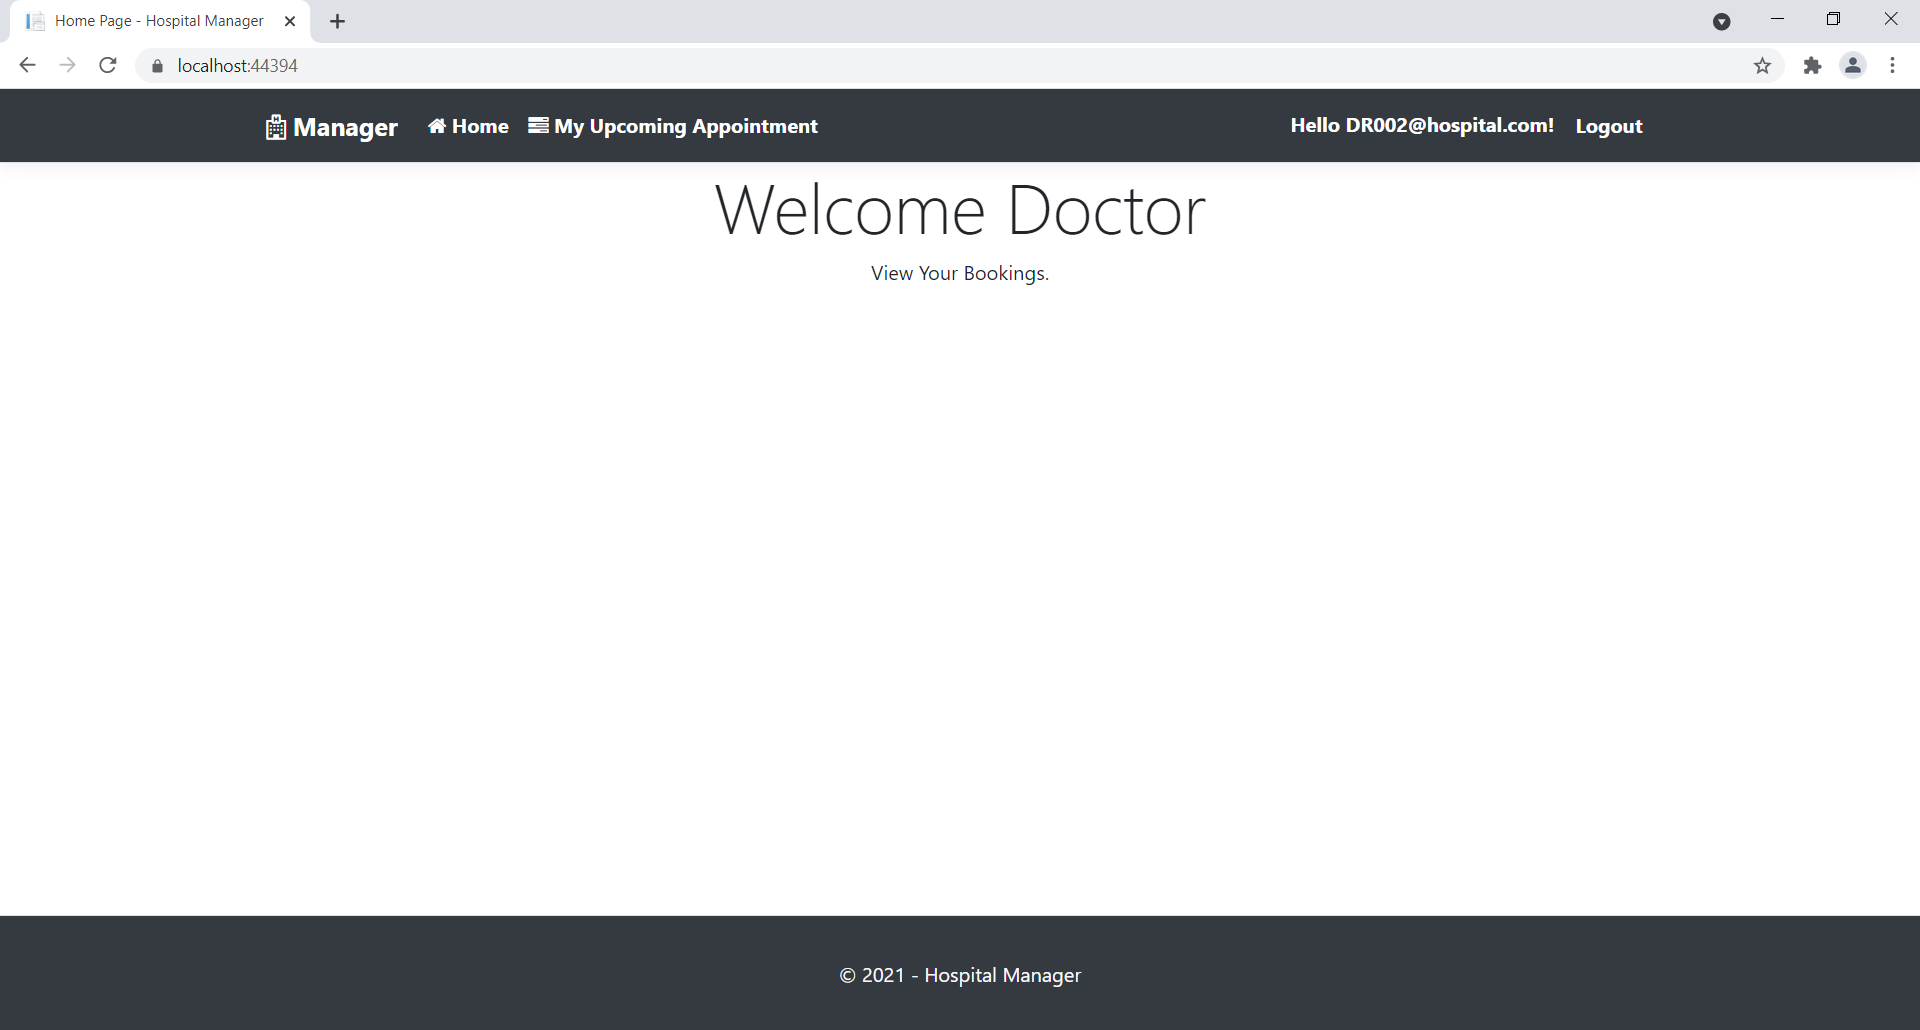 Home Page - Hospital Manager
localhost:44394
Manager Home My Upcoming Appointment Hello DR002@hospital.com! Logout
Welcome Doctor
View Your Bookings.
© 2021 - Hospital Manager